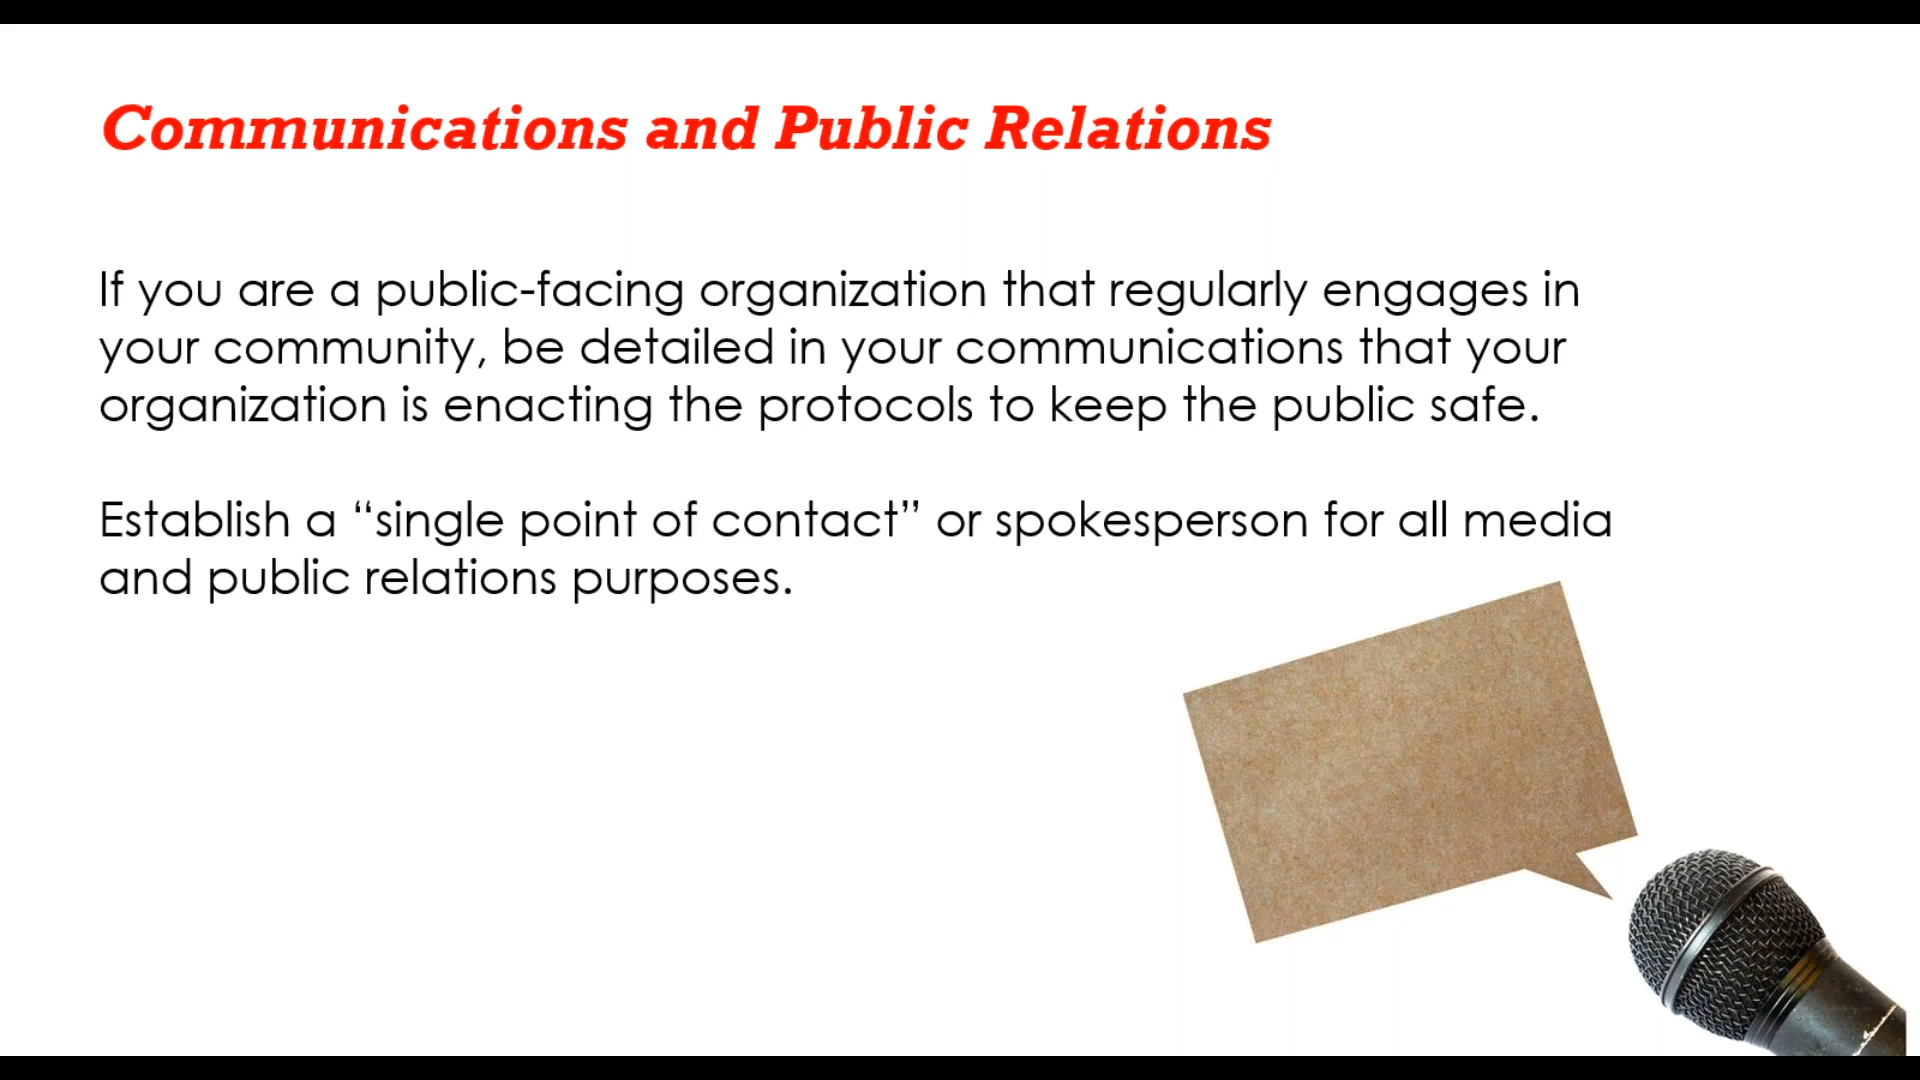 Communications and Public Relations
If you are a public-facing organization that regularly engages in
your community, be detailed in your communications that your
organization is enacting the protocols to keep the public safe.
Establish a “single point of contact” or spokesperson for all media
and public relations purposes.